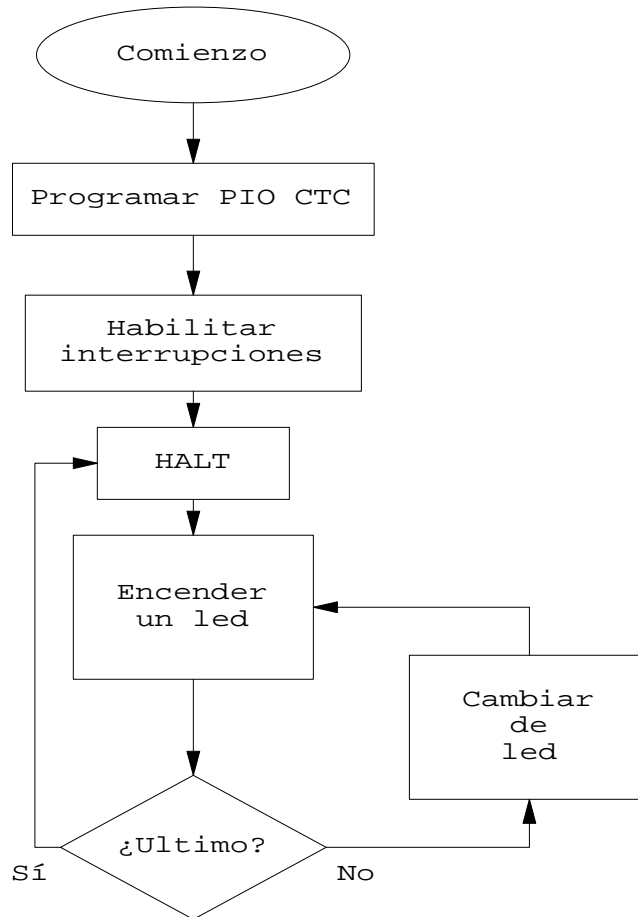 Comienzo
Programar PIO CTC
Habilitar
interrupciones
HALT
Encender
un led
Cambiar
de
led
¿Ultimo?
Sí
No